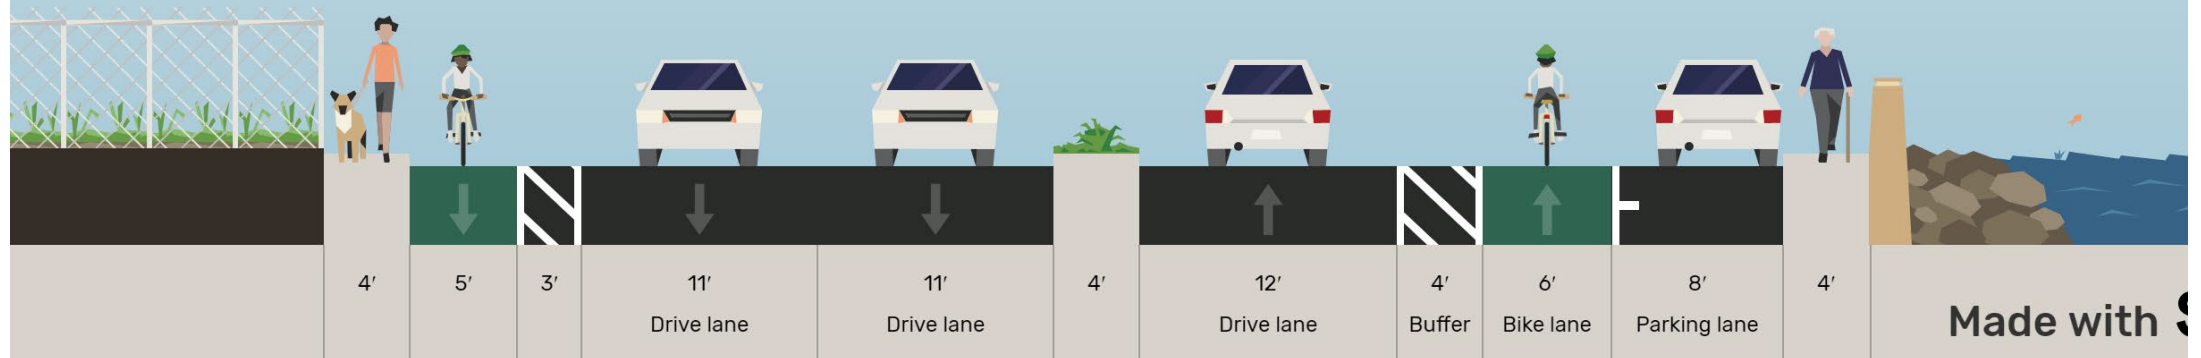 4′ 5′ 3′ 11′ 11′ 4′ 12′ 4′ 6′ 8′ 4′
Drive lane Drive lane Drive lane Buffer Bike lane Parking lane
Made with S